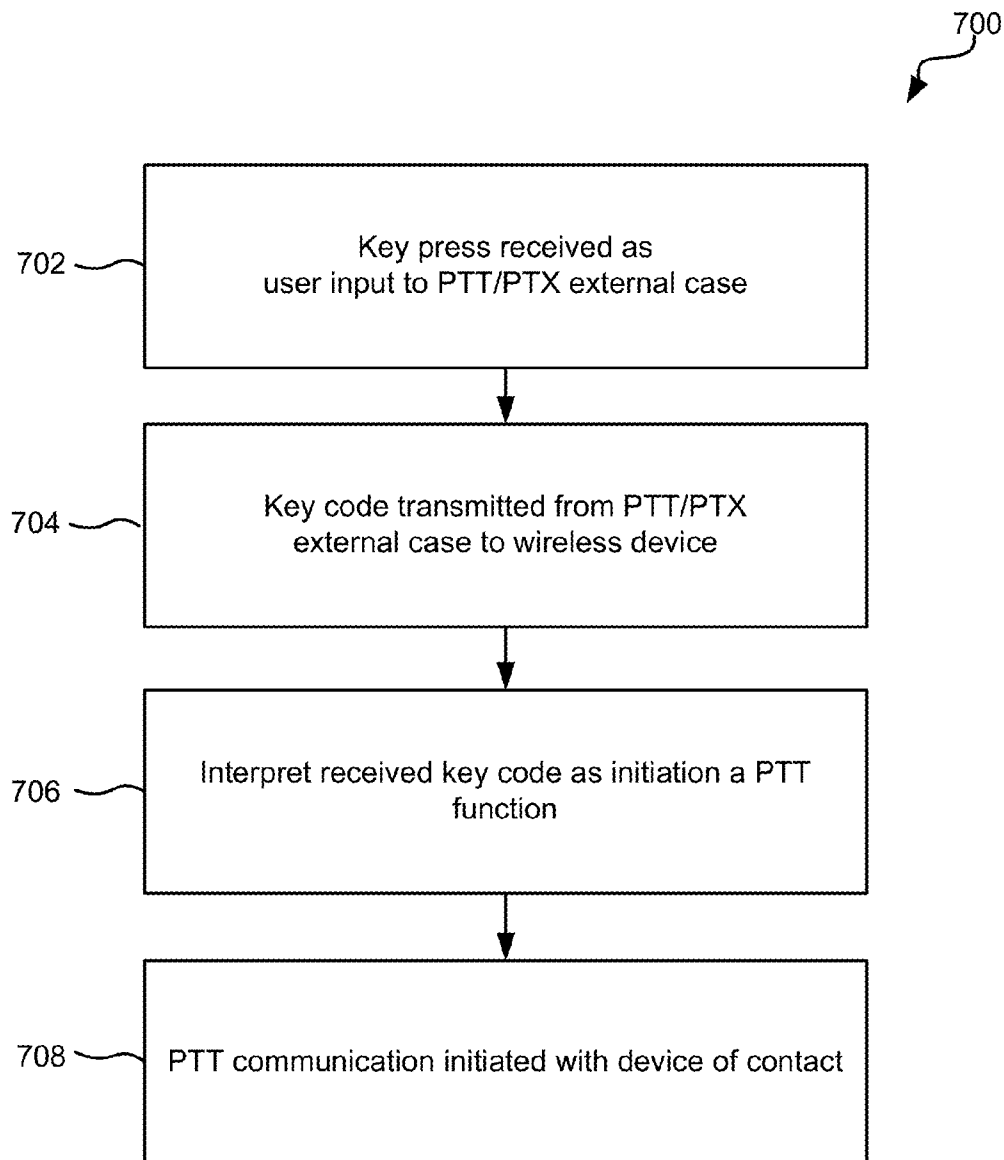 700
702
Key press received as
user input to PTT/PTX external case
704
Key code transmitted from PTT/PTX
external case to wireless device
706
Interpret received key code as initiation a PTT
function
708
PTT communication initiated with device of contact